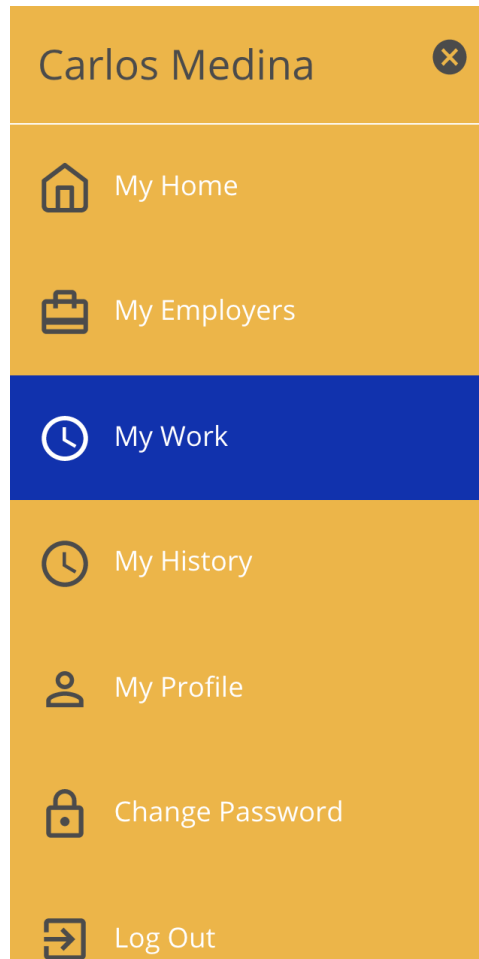 Carlos Medina
My Home
My Employers
My Work
My History
My Profile
Change Password
Log Out